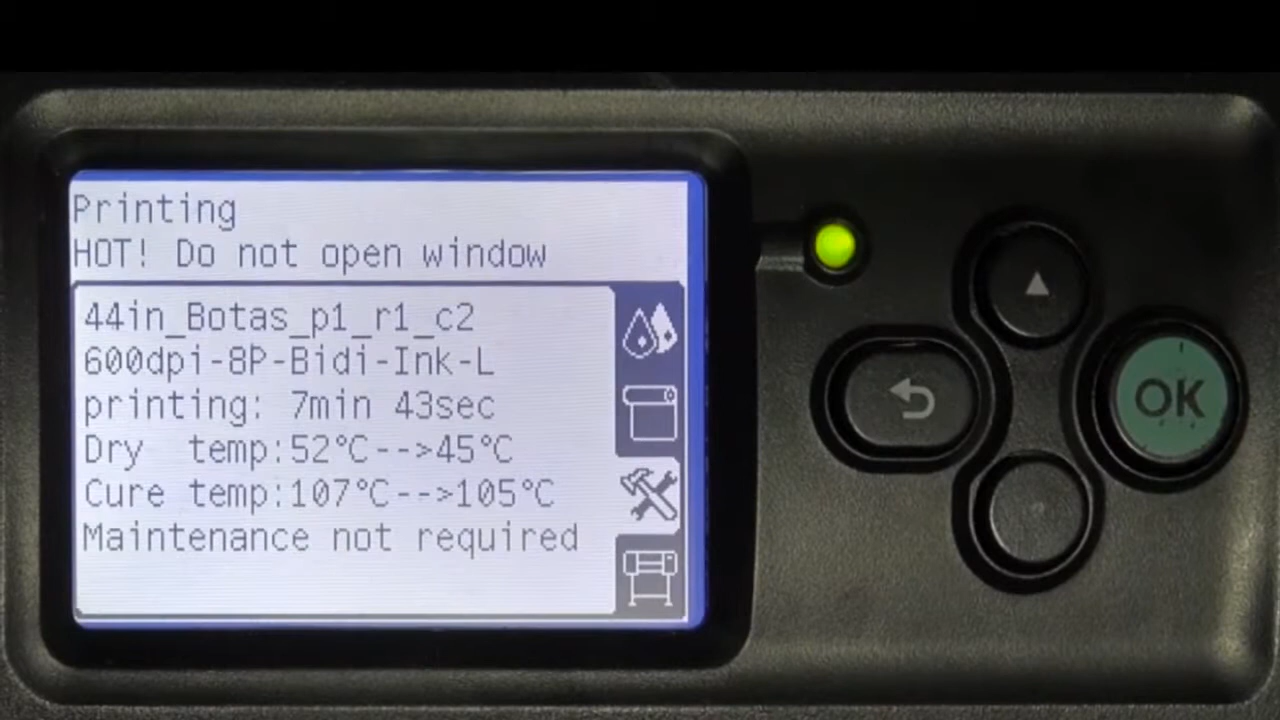 Printing
HOT! Do not open window
44in_Botas_p1_r1_c2
600dpi-8P-Bidi-Ink-L
printing: 7min 43sec
Dry temp:52°C-->45°C
Cure temp:107°C-->105°C
Maintenance not required
OK